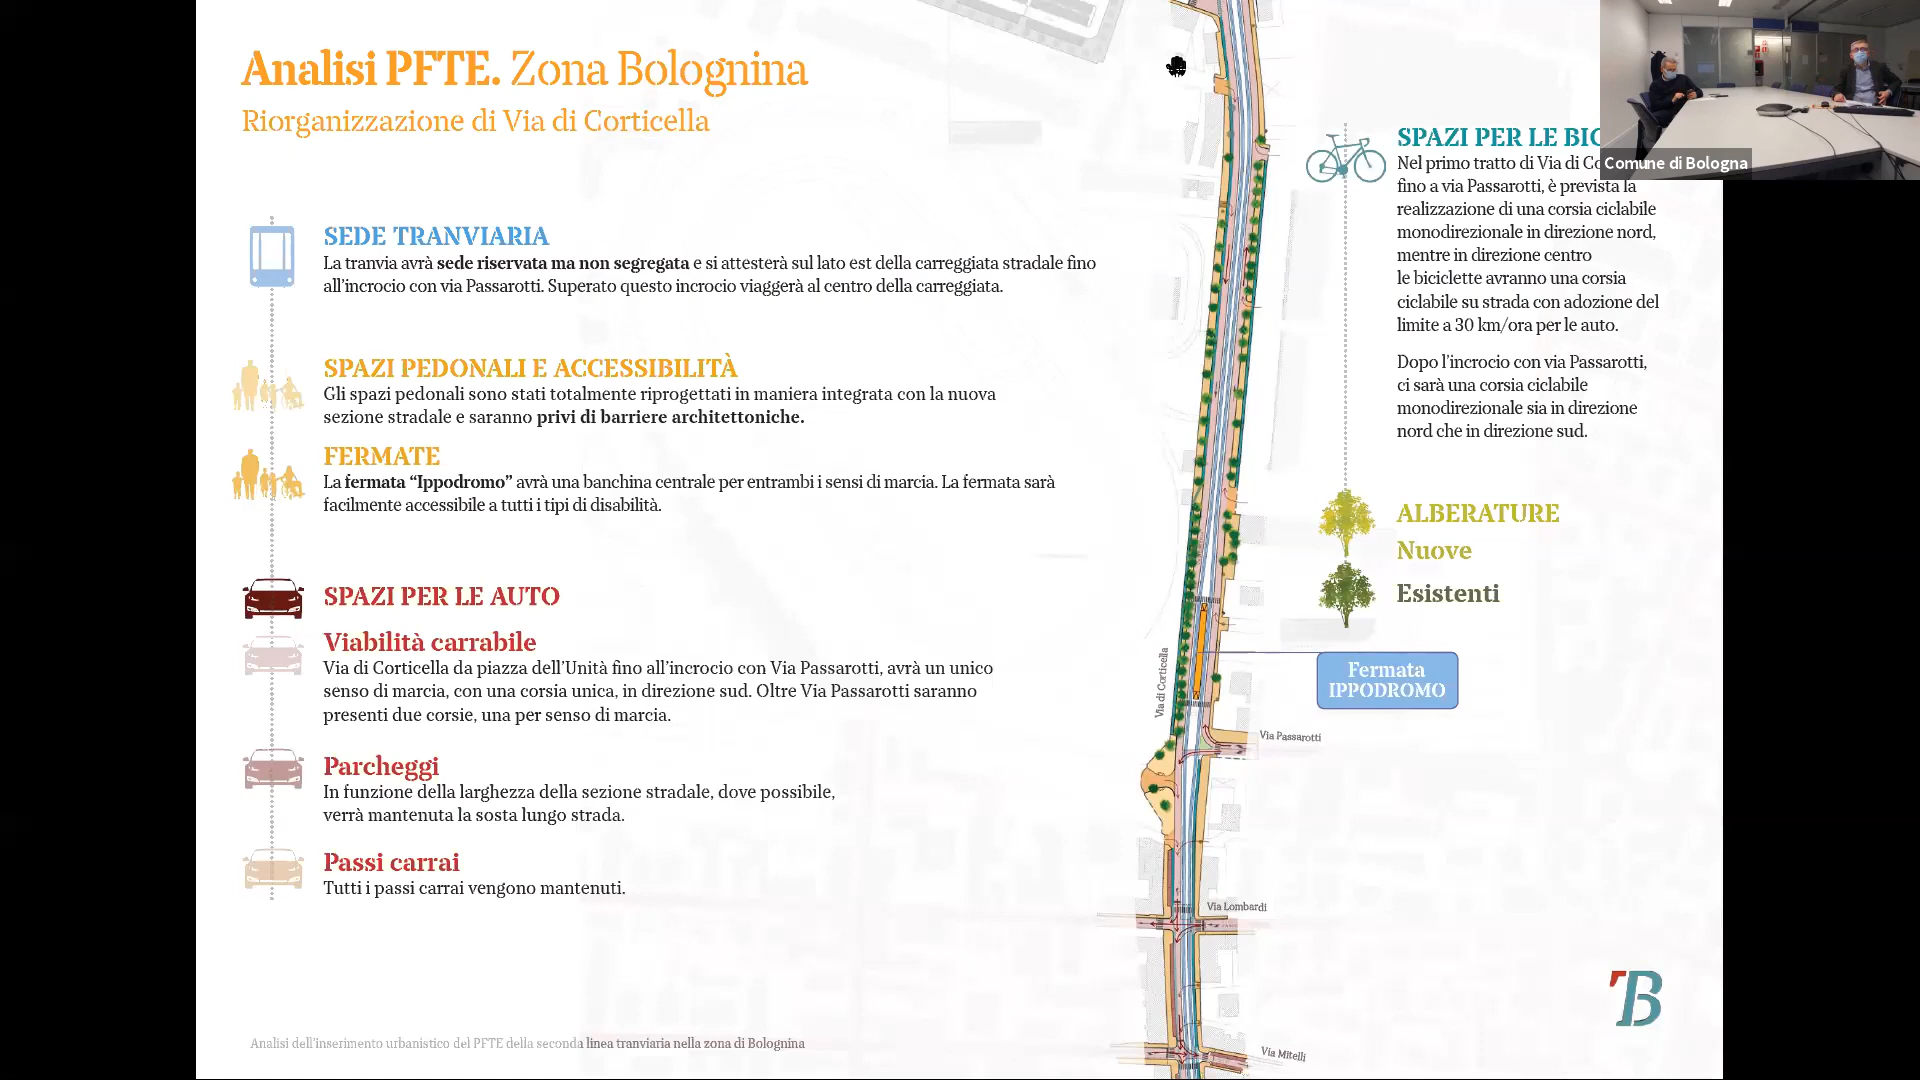 Analisi PFTE. Zona Bolognina
Riorganizzazione di Via di Corticella
SEDE TRANVIARIA
La tranvia avrà sede riservata ma non segregata e si attesterà sul lato est della carreggiata stradale fino
all’incrocio con via Passarotti. Superato questo incrocio viaggerà al centro della carreggiata.
SPAZI PEDONALI E ACCESSIBILITÀ
Gli spazi pedonali sono stati totalmente riprogettati in maniera integrata con la nuova
sezione stradale e saranno privi di barriere architettoniche.
FERMATE
La fermata “Ippodromo” avrà una banchina centrale per entrambi i sensi di marcia. La fermata sarà
facilmente accessibile a tutti i tipi di disabilità.
SPAZI PER LE AUTO
Viabilità carrabile
Via di Corticella da piazza dell’Unità fino all’incrocio con Via Passarotti, avrà un unico
senso di marcia, con una corsia unica, in direzione sud. Oltre Via Passarotti saranno
presenti due corsie, una per senso di marcia.
Parcheggi
In funzione della larghezza della sezione stradale, dove possibile,
verrà mantenuta la sosta lungo strada.
Passi carrai
Tutti i passi carrai vengono mantenuti.
Analisi dell’inserimento urbanistico del PFTE della seconda linea tranviaria nella zona di Bolognina
Via di Corticella
Via Passarotti
Via Lombardi
Via Mitelli
Fermata
IPPODROMO
SPAZI PER LE BIC
Nel primo tratto di Via di Co
fino a via Passarotti, è prevista la
realizzazione di una corsia ciclabile
monodirezionale in direzione nord,
mentre in direzione centro
le biciclette avranno una corsia
ciclabile su strada con adozione del
limite a 30 km/ora per le auto.
Dopo l’incrocio con via Passarotti,
ci sarà una corsia ciclabile
monodirezionale sia in direzione
nord che in direzione sud.
ALBERATURE
Nuove
Esistenti
Comune di Bologna
TB